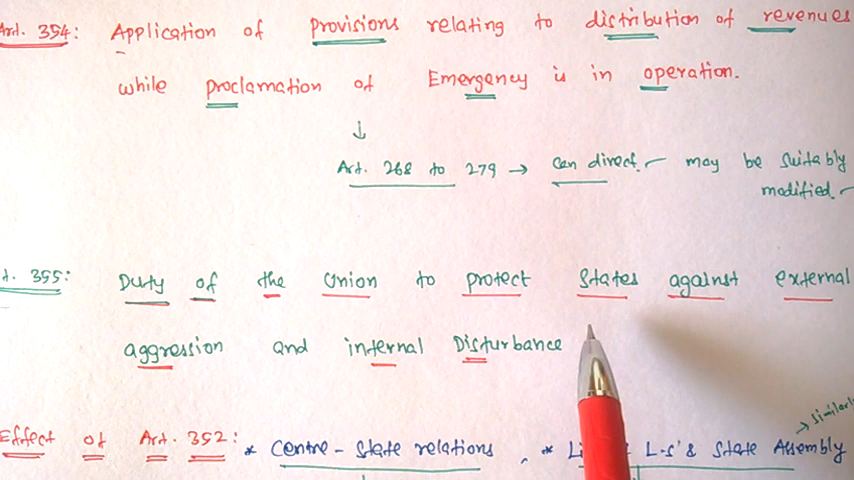 Art. 354: Application of provisions relating to distribution of revenues
while proclamation of Emergency is in operation.
Art. 268 to 279 → can direct may be suitably
modified.
t. 355: Duty of the Union to protect States against external
aggression and internal Disturbance
→ similarly
Effect of Art. 352: * Centre - State relations, * L-S & State Assembly